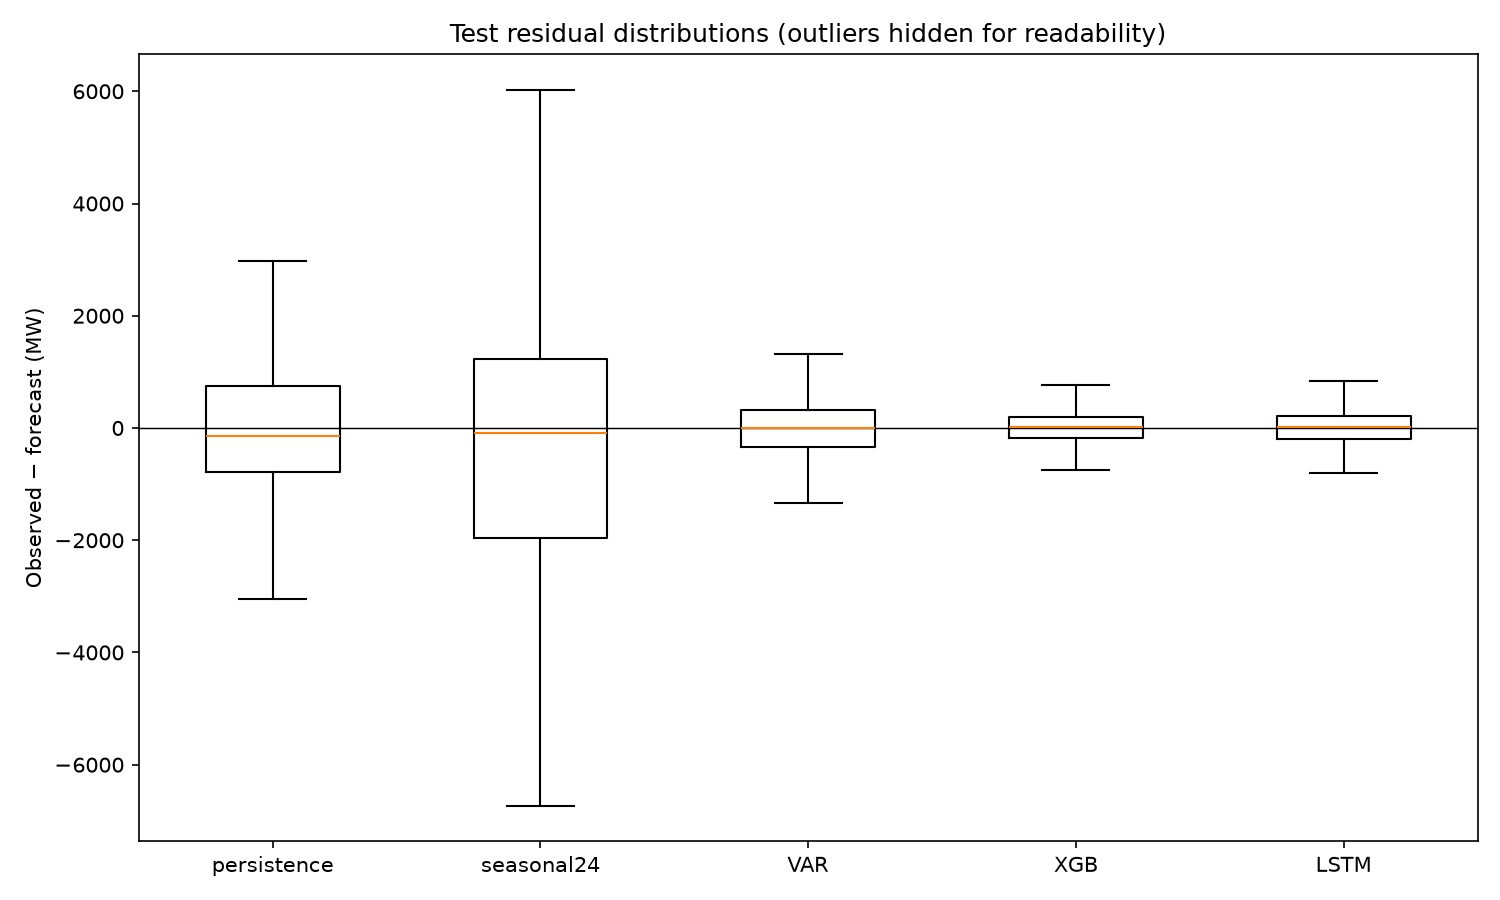 Test residual distributions (outliers hidden for readability)
Observed − forecast (MW)
6000
4000
2000
0
−2000
−4000
−6000
persistence
seasonal24
VAR
XGB
LSTM